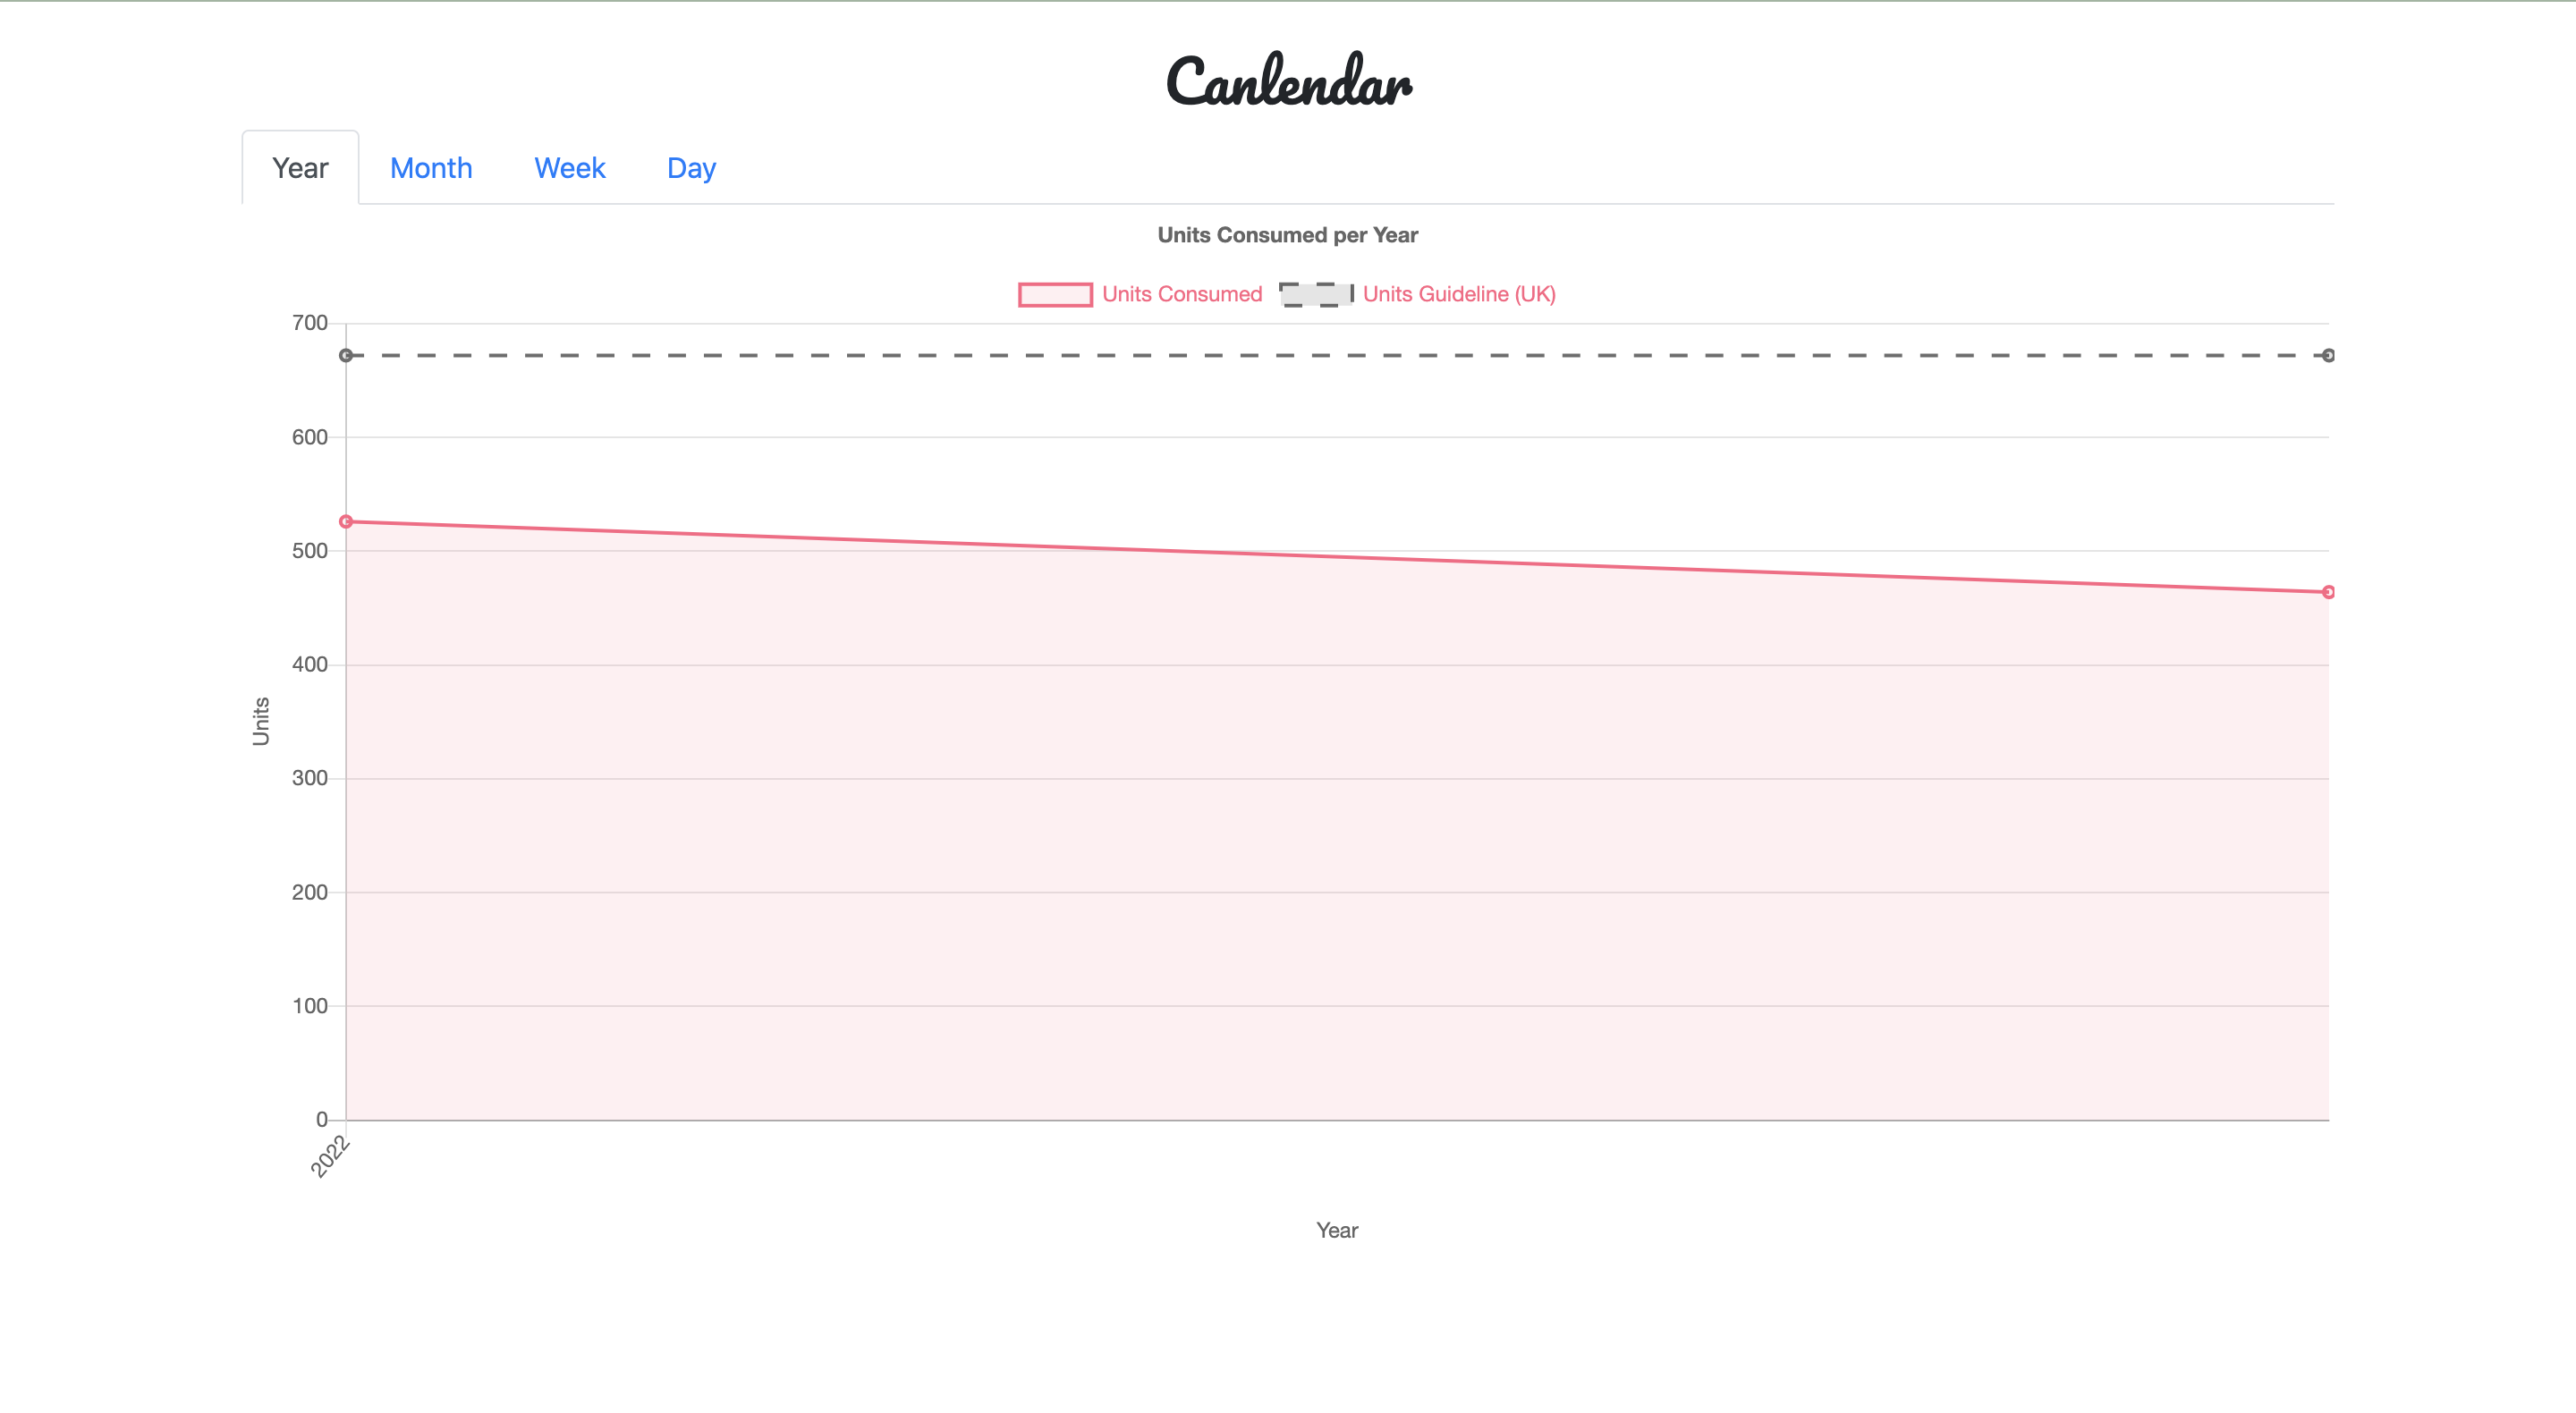 Canlendar
Year Month Week Day
Units Consumed per Year
Units Consumed Units Guideline (UK)
700
600
500
400
300
200
100
0
Units
2022
Year